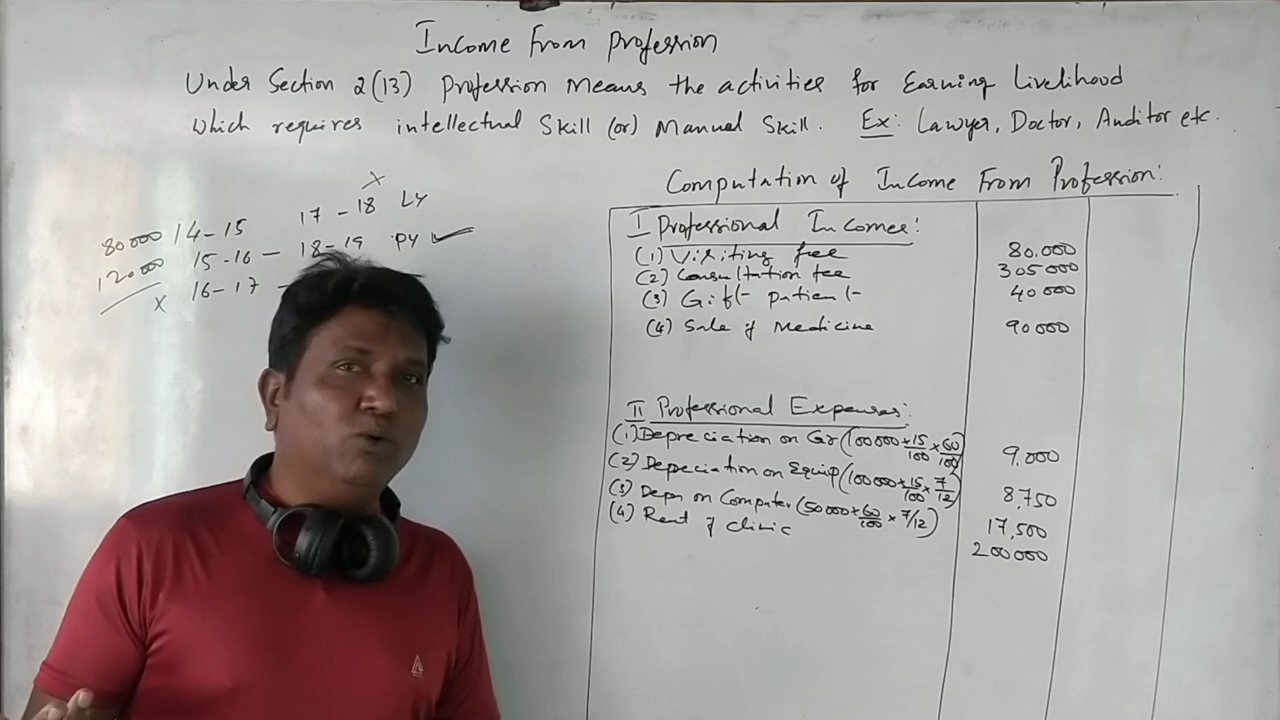 Income From Profession
Under Section 2(13) Profession Means the activities for Earning Livelihood
Which requires intellectual Skill (or) Manual Skill. Ex: Lawyer, Doctor, Auditor etc.
X
80000 14-15 17-18 LY
120000 15-16 - 18-19 PY ✓
X 16-17 -
Computation of Income From Profession:
I Professional Incomes:
(1) Visiting fee 80,000
(2) Consultation fee 305000
(3) Gift - patient - 40000
(4) Sale of Medicine 90000
II Professional Expenses:
(1) Depreciation on Car (100000×15/100×60/100) 9,000
(2) Depeciation on Equip (100000×15/100×7/12) 8,750
(3) Depn on Computer (50000×60/100×7/12) 17,500
(4) Rent of clinic 200000